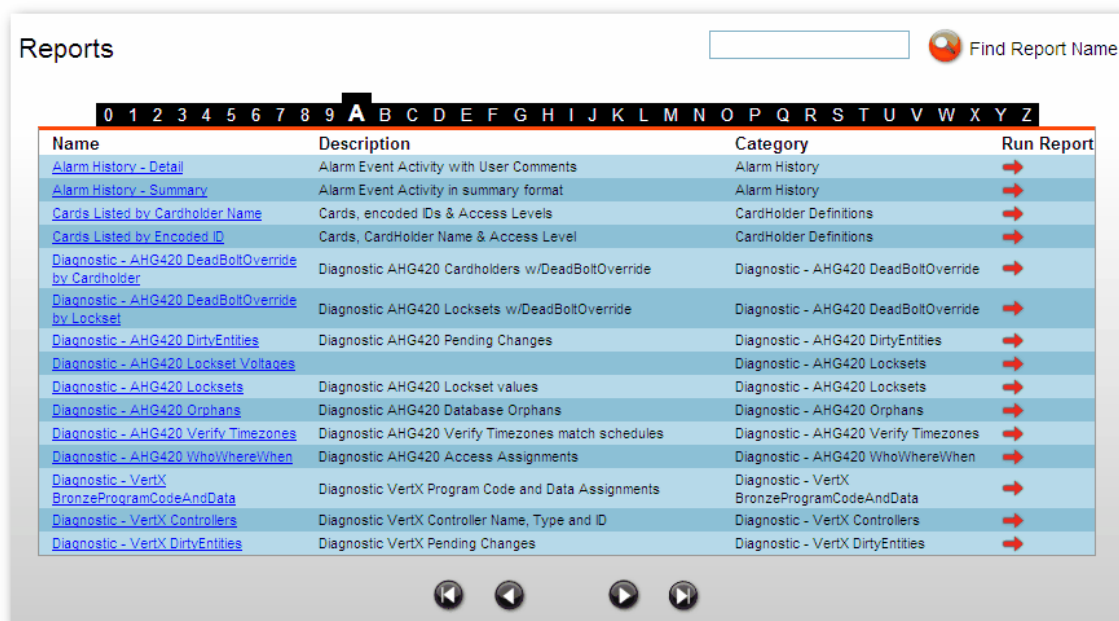 Reports
Find Report Name
0 1 2 3 4 5 6 7 8 9 A B C D E F G H I J K L M N O P Q R S T U V W X Y Z
Name Description Category Run Report
Alarm History - Detail Alarm Event Activity with User Comments Alarm History
Alarm History - Summary Alarm Event Activity in summary format Alarm History
Cards Listed by Cardholder Name Cards, encoded IDs & Access Levels CardHolder Definitions
Cards Listed by Encoded ID Cards, CardHolder Name & Access Level CardHolder Definitions
Diagnostic - AHG420 DeadBoltOverride
by Cardholder Diagnostic AHG420 Cardholders w/DeadBoltOverride Diagnostic - AHG420 DeadBoltOverride
Diagnostic - AHG420 DeadBoltOverride
by Lockset Diagnostic AHG420 Locksets w/DeadBoltOverride Diagnostic - AHG420 DeadBoltOverride
Diagnostic - AHG420 DirtyEntities Diagnostic AHG420 Pending Changes Diagnostic - AHG420 DirtyEntities
Diagnostic - AHG420 Lockset Voltages Diagnostic - AHG420 Locksets
Diagnostic - AHG420 Locksets Diagnostic AHG420 Lockset values Diagnostic - AHG420 Locksets
Diagnostic - AHG420 Orphans Diagnostic AHG420 Database Orphans Diagnostic - AHG420 Orphans
Diagnostic - AHG420 Verify Timezones Diagnostic AHG420 Verify Timezones match schedules Diagnostic - AHG420 Verify Timezones
Diagnostic - AHG420 WhoWhereWhen Diagnostic AHG420 Access Assignments Diagnostic - AHG420 WhoWhereWhen
Diagnostic - VertX
BronzeProgramCodeAndData Diagnostic VertX Program Code and Data Assignments Diagnostic - VertX
BronzeProgramCodeAndData
Diagnostic - VertX Controllers Diagnostic VertX Controller Name, Type and ID Diagnostic - VertX Controllers
Diagnostic - VertX DirtyEntities Diagnostic VertX Pending Changes Diagnostic - VertX DirtyEntities